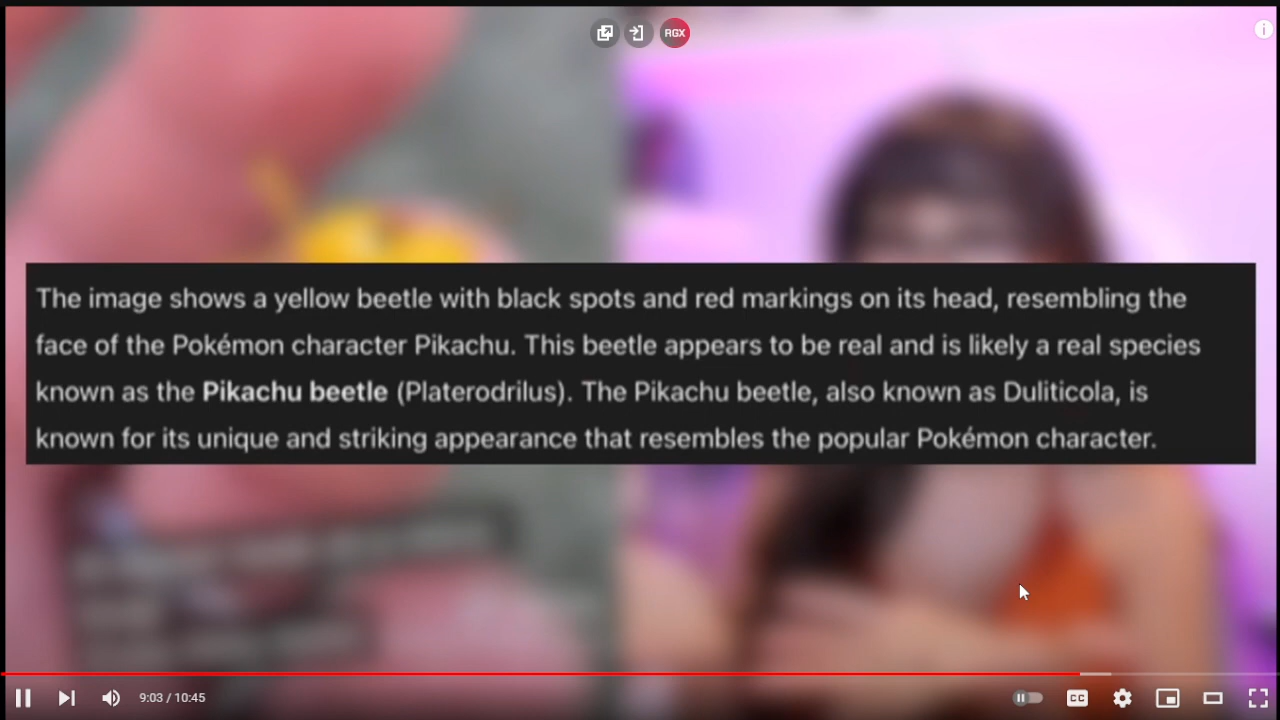 AGX
The image shows a yellow beetle with black spots and red markings on its head, resembling the
face of the Pokémon character Pikachu. This beetle appears to be real and is likely a real species
known as the Pikachu beetle (Platerodrilus). The Pikachu beetle, also known as Duliticola, is
known for its unique and striking appearance that resembles the popular Pokémon character.
9:03 / 10:45
CC